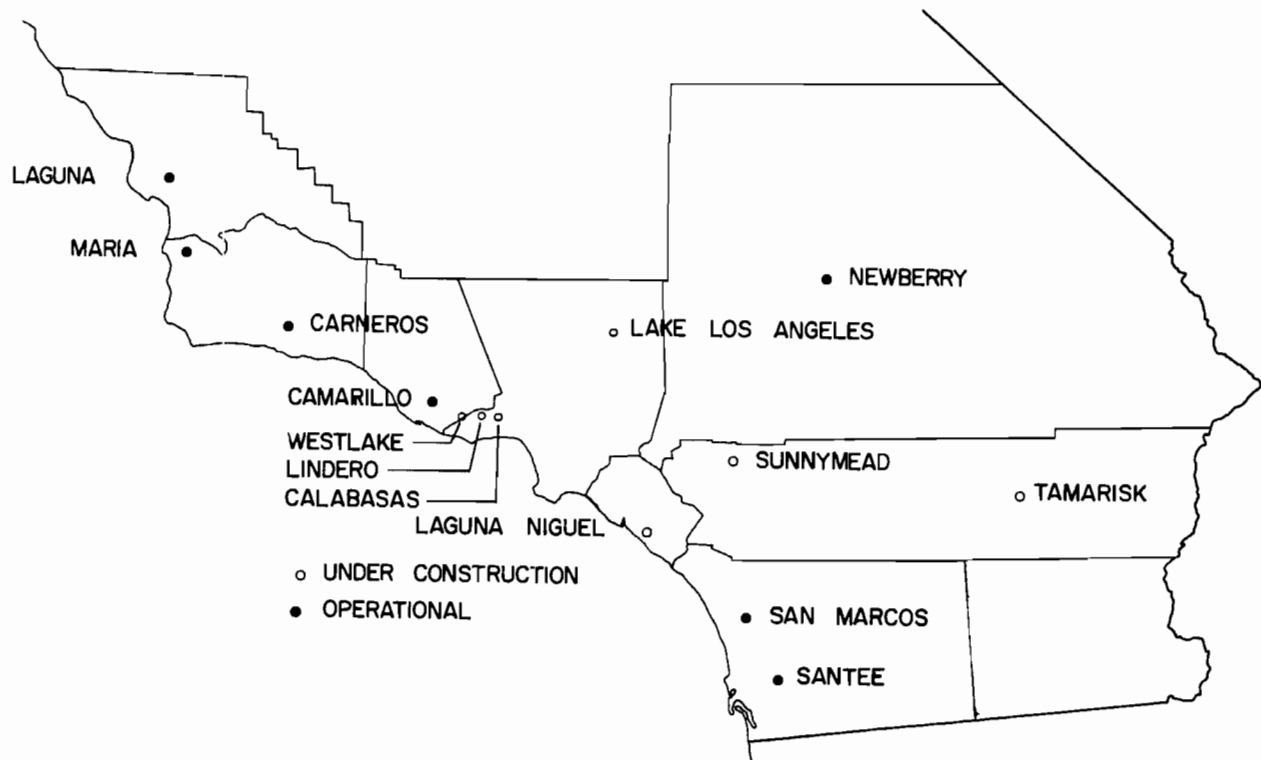 LAGUNA
MARIA
NEWBERRY
CARNEROS
LAKE LOS ANGELES
CAMARILLO
WESTLAKE
LINDERO
CALABASAS
SUNNYMEAD
TAMARISK
LAGUNA NIGUEL
UNDER CONSTRUCTION
OPERATIONAL
SAN MARCOS
SANTEE